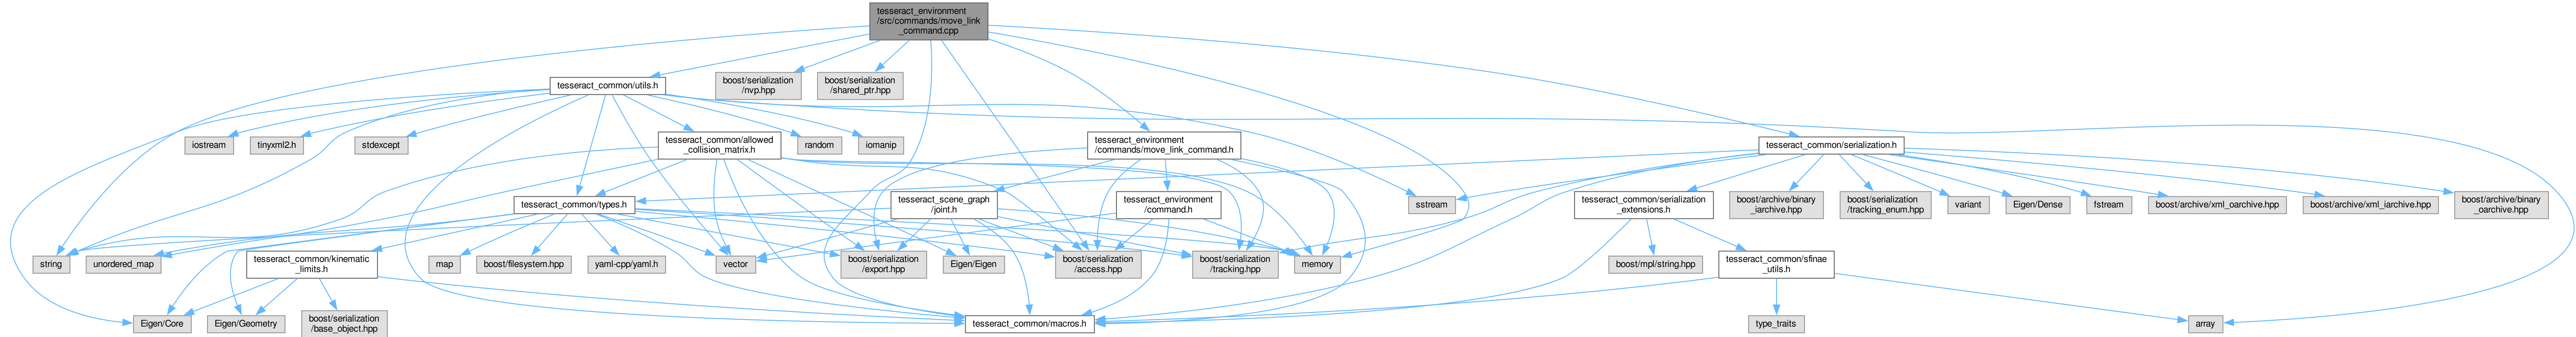 tesseract_environment
/src/commands/move_link
_command.cpp
tesseract_common/utils.h
boost/serialization
/nvp.hpp
boost/serialization
/shared_ptr.hpp
iostream
tinyxml2.h
stdexcept
tesseract_common/allowed
_collision_matrix.h
random
iomanip
tesseract_environment
/commands/move_link_command.h
tesseract_common/serialization.h
tesseract_common/types.h
tesseract_scene_graph
/joint.h
tesseract_environment
/command.h
sstream
tesseract_common/serialization
_extensions.h
boost/archive/binary
_iarchive.hpp
boost/serialization
/tracking_enum.hpp
variant
Eigen/Dense
fstream
boost/archive/xml_oarchive.hpp
boost/archive/xml_iarchive.hpp
boost/archive/binary
_oarchive.hpp
string
unordered_map
tesseract_common/kinematic
_limits.h
map
boost/filesystem.hpp
yaml-cpp/yaml.h
vector
boost/serialization
/export.hpp
Eigen/Eigen
boost/serialization
/access.hpp
boost/serialization
/tracking.hpp
memory
boost/mpl/string.hpp
tesseract_common/sfinae
_utils.h
Eigen/Core
Eigen/Geometry
boost/serialization
/base_object.hpp
tesseract_common/macros.h
type_traits
array